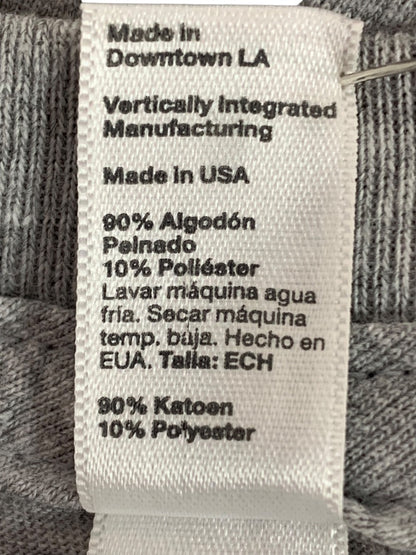 Made in
Downtown LA
Vertically Integrated
Manufacturing
Made in USA
90% Algodón
Peinado
10% Poliéster
Lavar máquina agua
fría. Secar máquina
temp. baja. Hecho en
EUA. Talla: ECH
90% Katoen
10% Polyester